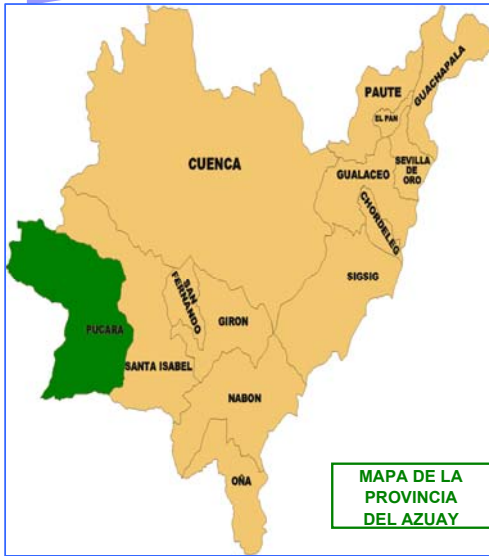 GUACHAPALA
PAUTE
EL PAN
CUENCA
GUALACEO
SEVILLA
DE
ORO
CHORDELEG
SIGSIG
SAN
FERNANDO
GIRON
PUCARA
SANTA ISABEL
NABON
OÑA
MAPA DE LA
PROVINCIA
DEL AZUAY